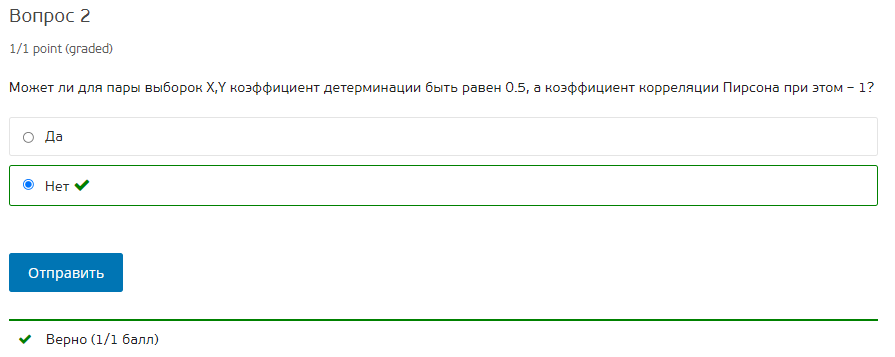 Вопрос 2
1/1 point (graded)
Может ли для пары выборок X,Y коэффициент детерминации быть равен 0.5, а коэффициент корреляции Пирсона при этом – 1?
Да
Нет
Отправить
Верно (1/1 балл)